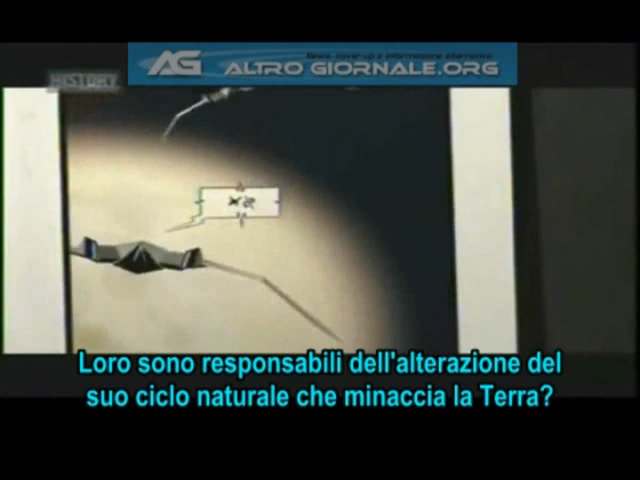 AG
ALTRO GIORNALE.ORG
HISTORY
Loro sono responsabili dell'alterazione del
suo ciclo naturale che minaccia la Terra?